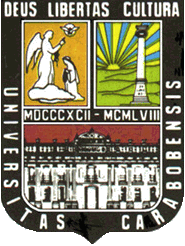 DEUS LIBERTAS CULTURA
MDCCCXCII - MCMLVIII
UNIVERSITAS
CARABOBENSIS